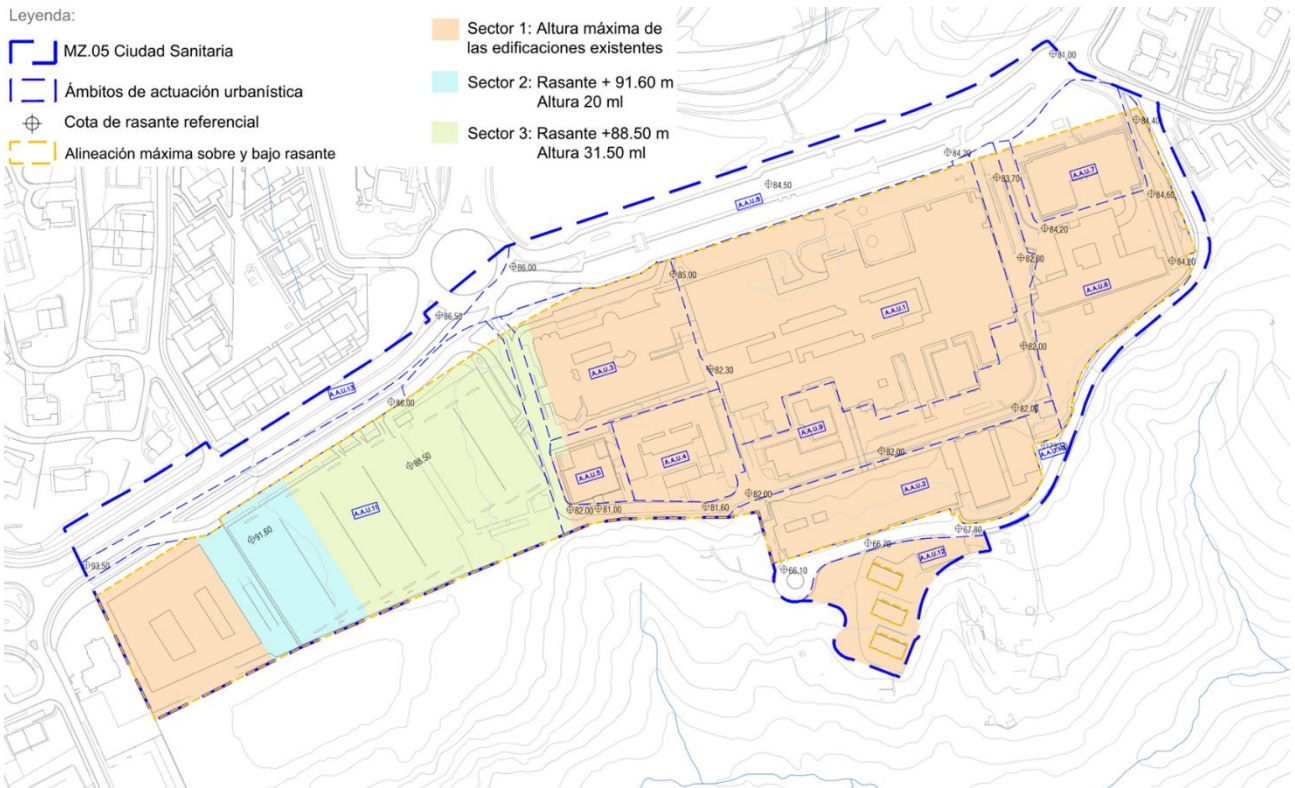 Leyenda:
MZ.05 Ciudad Sanitaria
Ámbitos de actuación urbanística
Cota de rasante referencial
Alineación máxima sobre y bajo rasante
Sector 1: Altura máxima de
las edificaciones existentes
Sector 2: Rasante + 91.60 m
Altura 20 ml
Sector 3: Rasante +88.50 m
Altura 31.50 ml
81,00
84,40
84,20
83,70
A.A.U.7
84,50
84,60
A.A.U.8
84,20
82,00
84,20
86,00
85,00
A.A.U.6
A.A.U.1
86,50
82,00
82,30
A.A.U.3
A.A.U.13
88,00
82,00
A.A.U.9
A.A.U.10
82,00
A.A.U.4
88,50
A.A.U.5
A.A.U.2
82,00
A.A.U.11
82,00
81,00
81,60
67,80
91,60
66,70
A.A.U.12
93,50
66,10